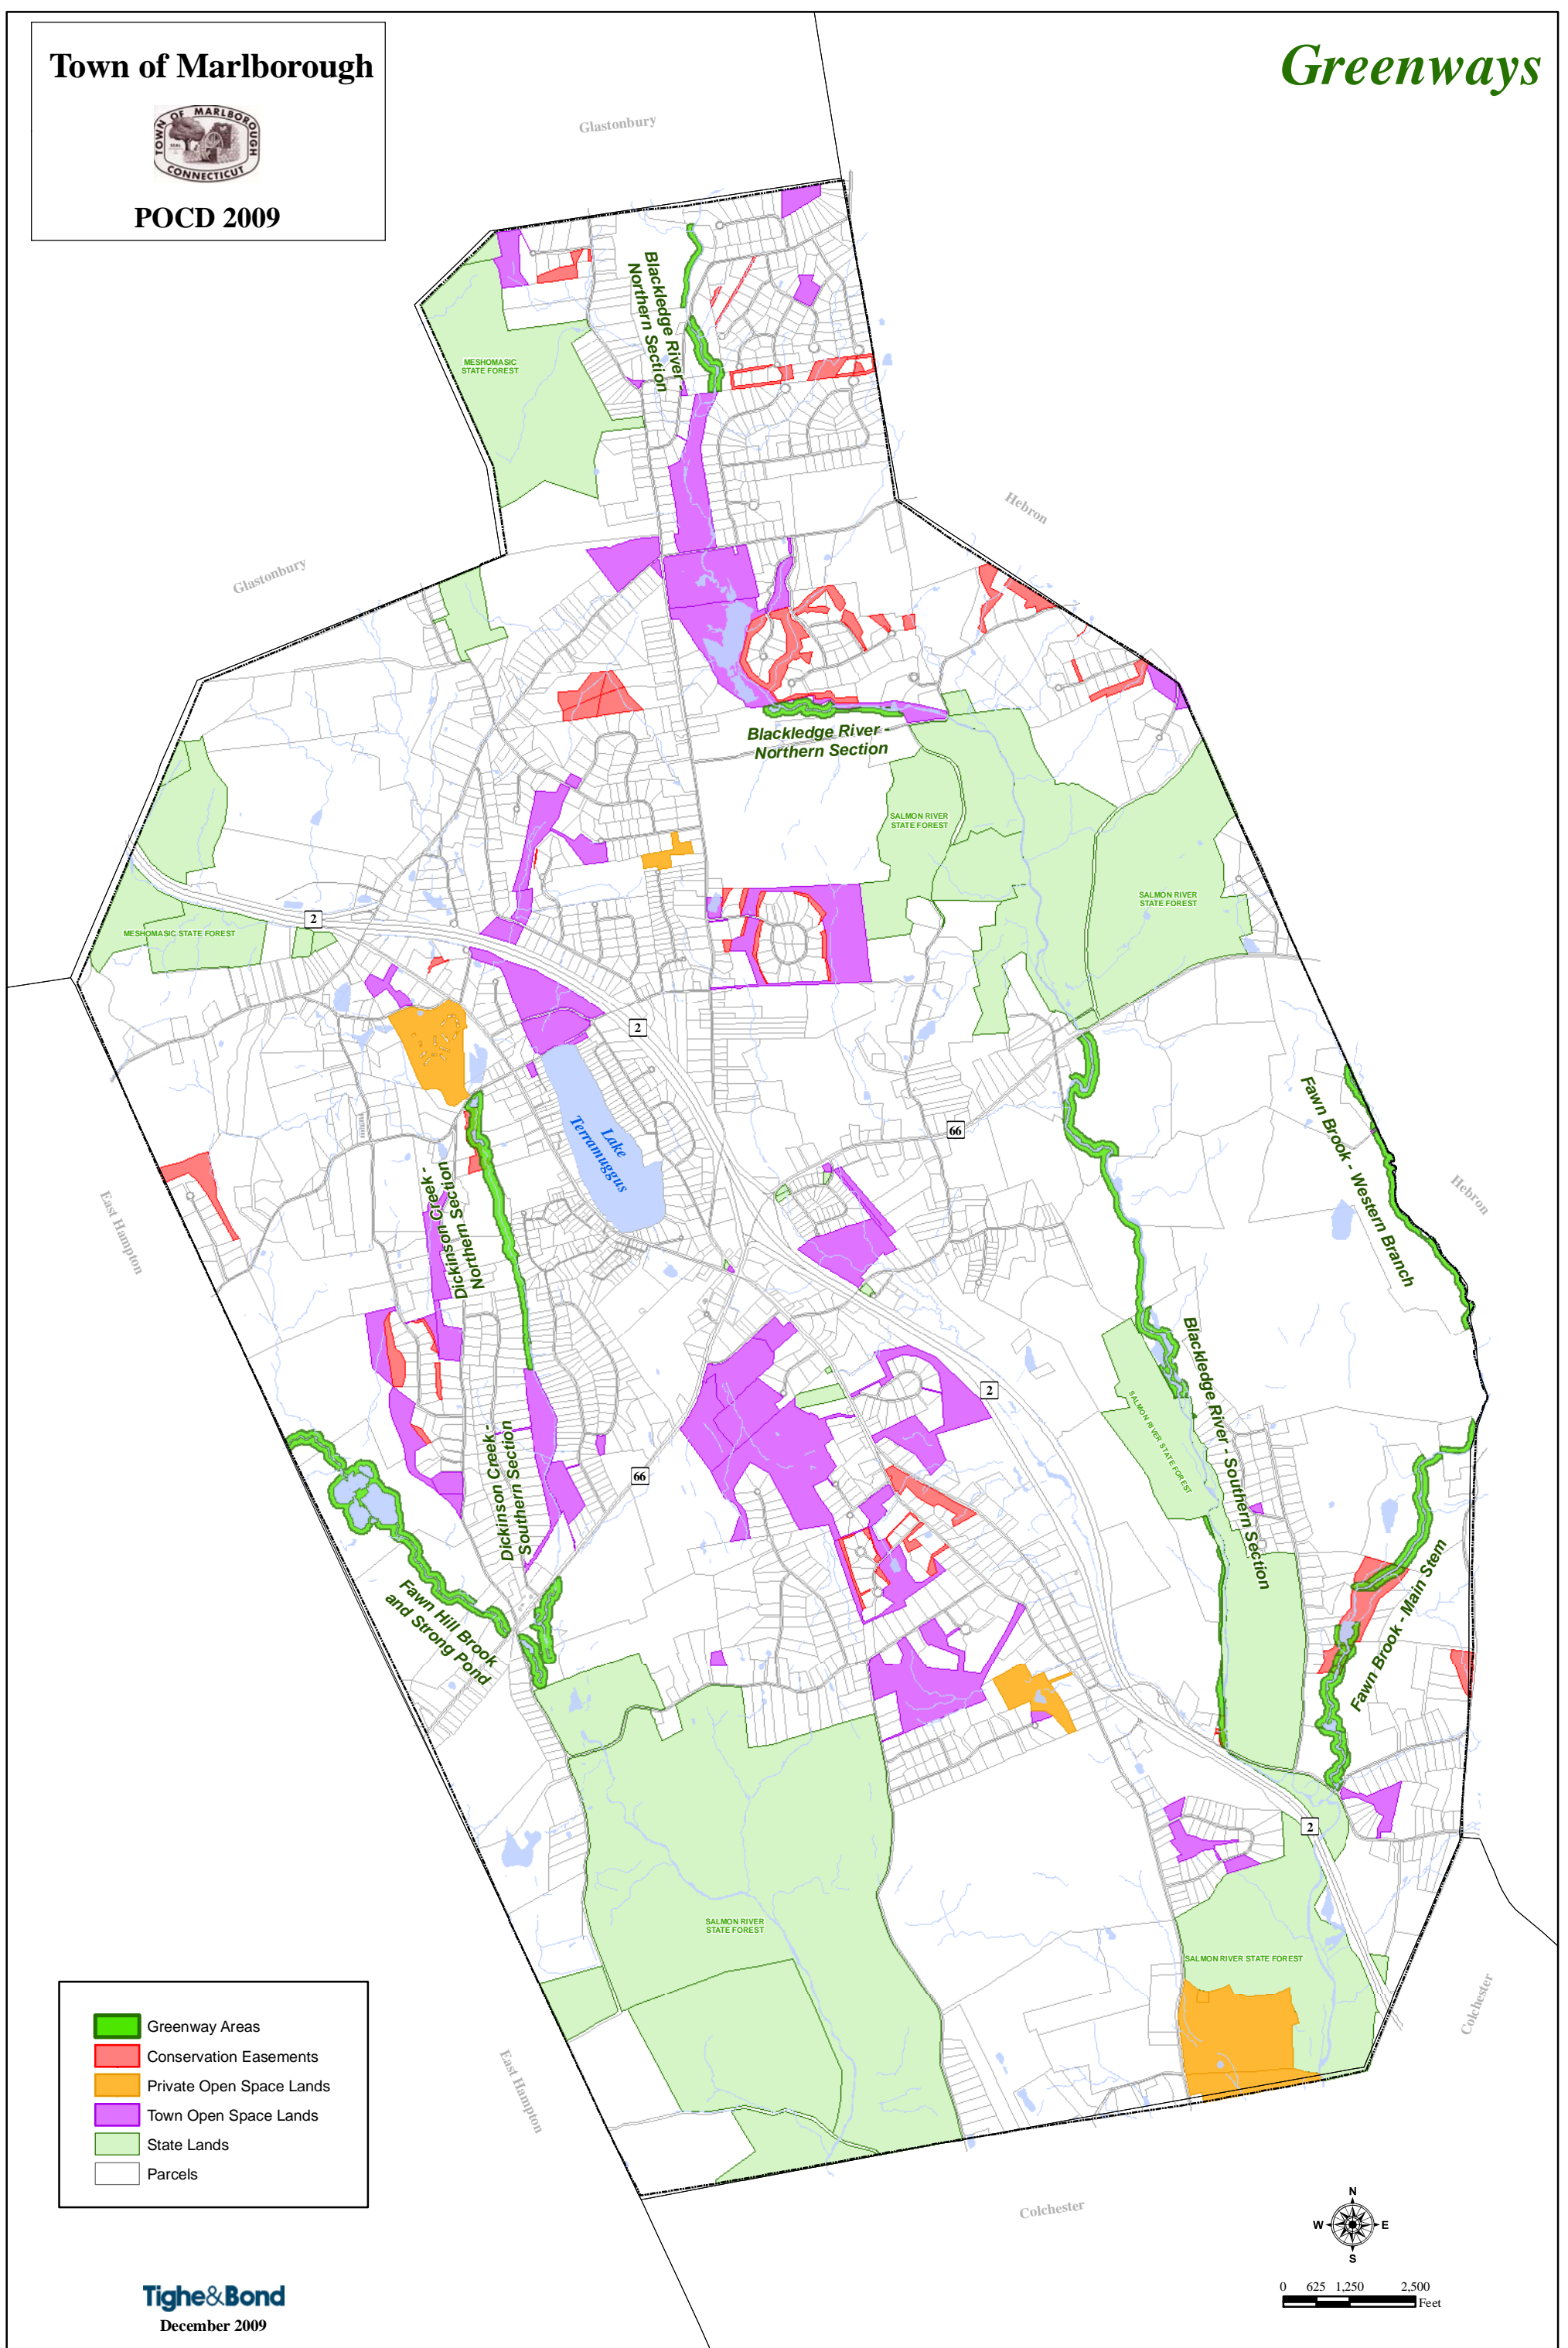 Town of Marlborough
TOWN OF MARLBOROUGH
CONNECTICUT
POCD 2009
Greenways
Glastonbury
Blackledge River -
Northern Section
MESHOMASIC
STATE FOREST
Hebron
Glastonbury
Blackledge River -
Northern Section
SALMON RIVER
STATE FOREST
SALMON RIVER
STATE FOREST
2
MESHOMASIC STATE FOREST
2
Lake
Terramuggus
66
Fawn Brook - Western Branch
Hebron
East Hampton
Dickinson Creek -
Northern Section
Blackledge River - Southern Section
SALMON RIVER STATE FOREST
2
Dickinson Creek -
Southern Section
66
Fawn Hill Brook
and Strong Pond
Fawn Brook - Main Stem
2
SALMON RIVER
STATE FOREST
SALMON RIVER STATE FOREST
Colchester
East Hampton
Colchester
Greenway Areas
Conservation Easements
Private Open Space Lands
Town Open Space Lands
State Lands
Parcels
Tighe&Bond
December 2009
N
W E
S
0 625 1,250 2,500
Feet